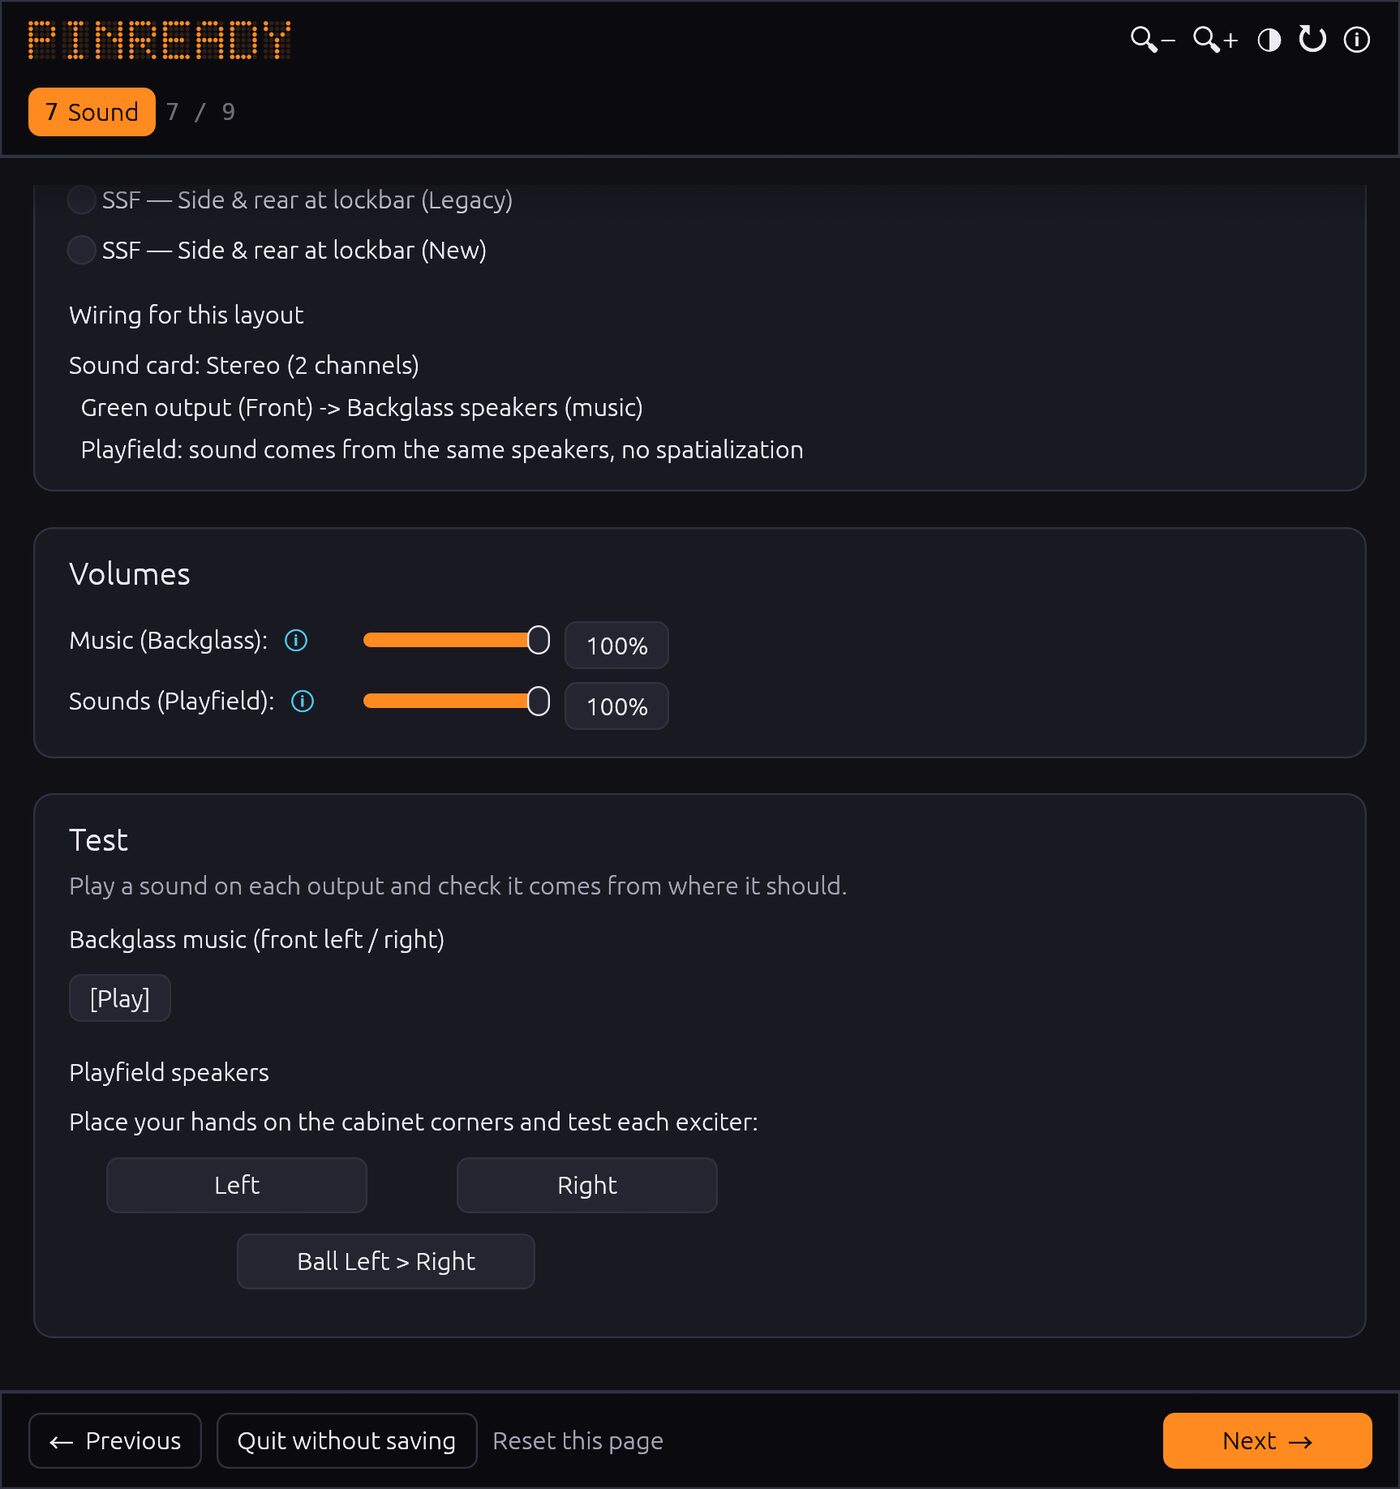 PINREADY
7 Sound 7 / 9
SSF — Side & rear at lockbar (Legacy)
SSF — Side & rear at lockbar (New)
Wiring for this layout
Sound card: Stereo (2 channels)
Green output (Front) -> Backglass speakers (music)
Playfield: sound comes from the same speakers, no spatialization
Volumes
Music (Backglass): 100%
Sounds (Playfield): 100%
Test
Play a sound on each output and check it comes from where it should.
Backglass music (front left / right)
[Play]
Playfield speakers
Place your hands on the cabinet corners and test each exciter:
Left Right
Ball Left > Right
← Previous Quit without saving Reset this page Next →